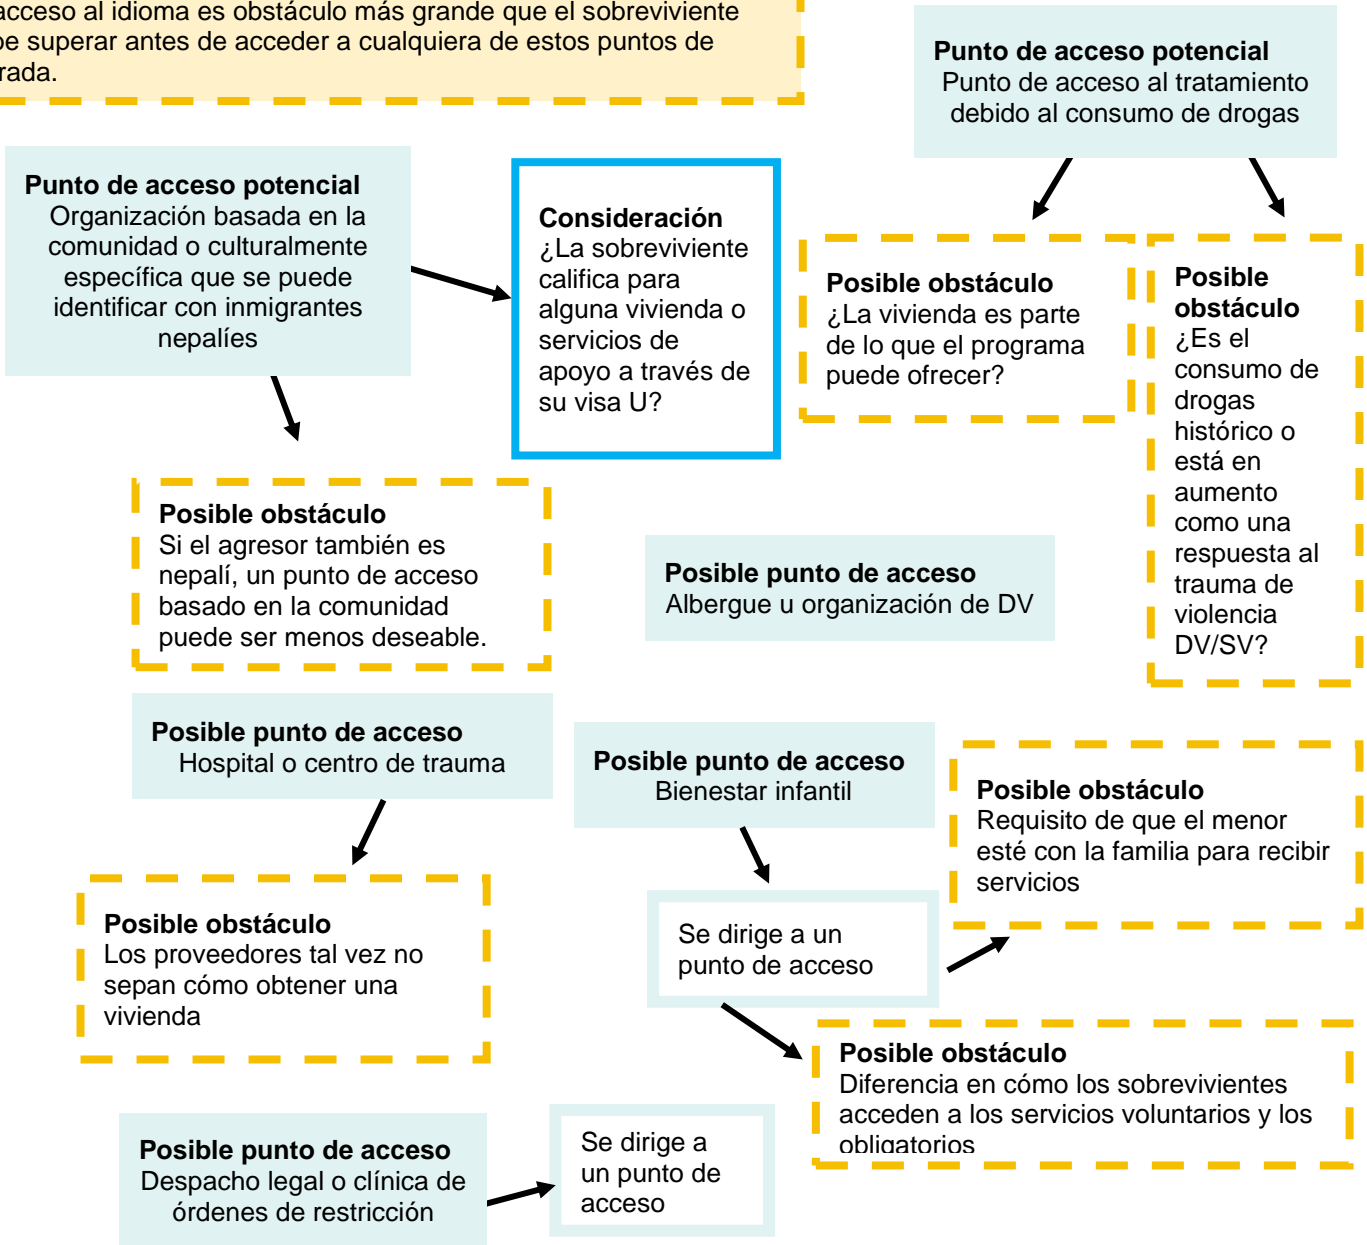 acceso al idioma es obstáculo más grande que el sobreviviente
superar antes de acceder a cualquiera de estos puntos de
Punto de acceso potencial
Punto de acceso al tratamiento
debido al consumo de drogas
Punto de acceso potencial
Organización basada en la
comunidad o culturalmente
específica que se puede
identificar con inmigrantes
nepalíes
Consideración
¿La sobreviviente
califica para
alguna vivienda o
servicios de
apoyo a través de
su visa U?
Posible obstáculo
¿La vivienda es parte
de lo que el programa
puede ofrecer?
Posible
obstáculo
¿Es el
consumo de
drogas
histórico o
está en
aumento
como una
respuesta al
trauma de
violencia
DV/SV?
Posible obstáculo
Si el agresor también es
nepalí, un punto de acceso
basado en la comunidad
puede ser menos deseable.
Posible punto de acceso
Albergue u organización de DV
Posible punto de acceso
Hospital o centro de trauma
Posible punto de acceso
Bienestar infantil
Posible obstáculo
Requisito de que el menor
esté con la familia para recibir
servicios
Posible obstáculo
Los proveedores tal vez no
sepan cómo obtener una
vivienda
Se dirige a un
punto de acceso
Posible obstáculo
Diferencia en cómo los sobrevivientes
acceden a los servicios voluntarios y los
obligatorios
Posible punto de acceso
Despacho legal o clínica de
órdenes de restricción
Se dirige a
un punto de
acceso